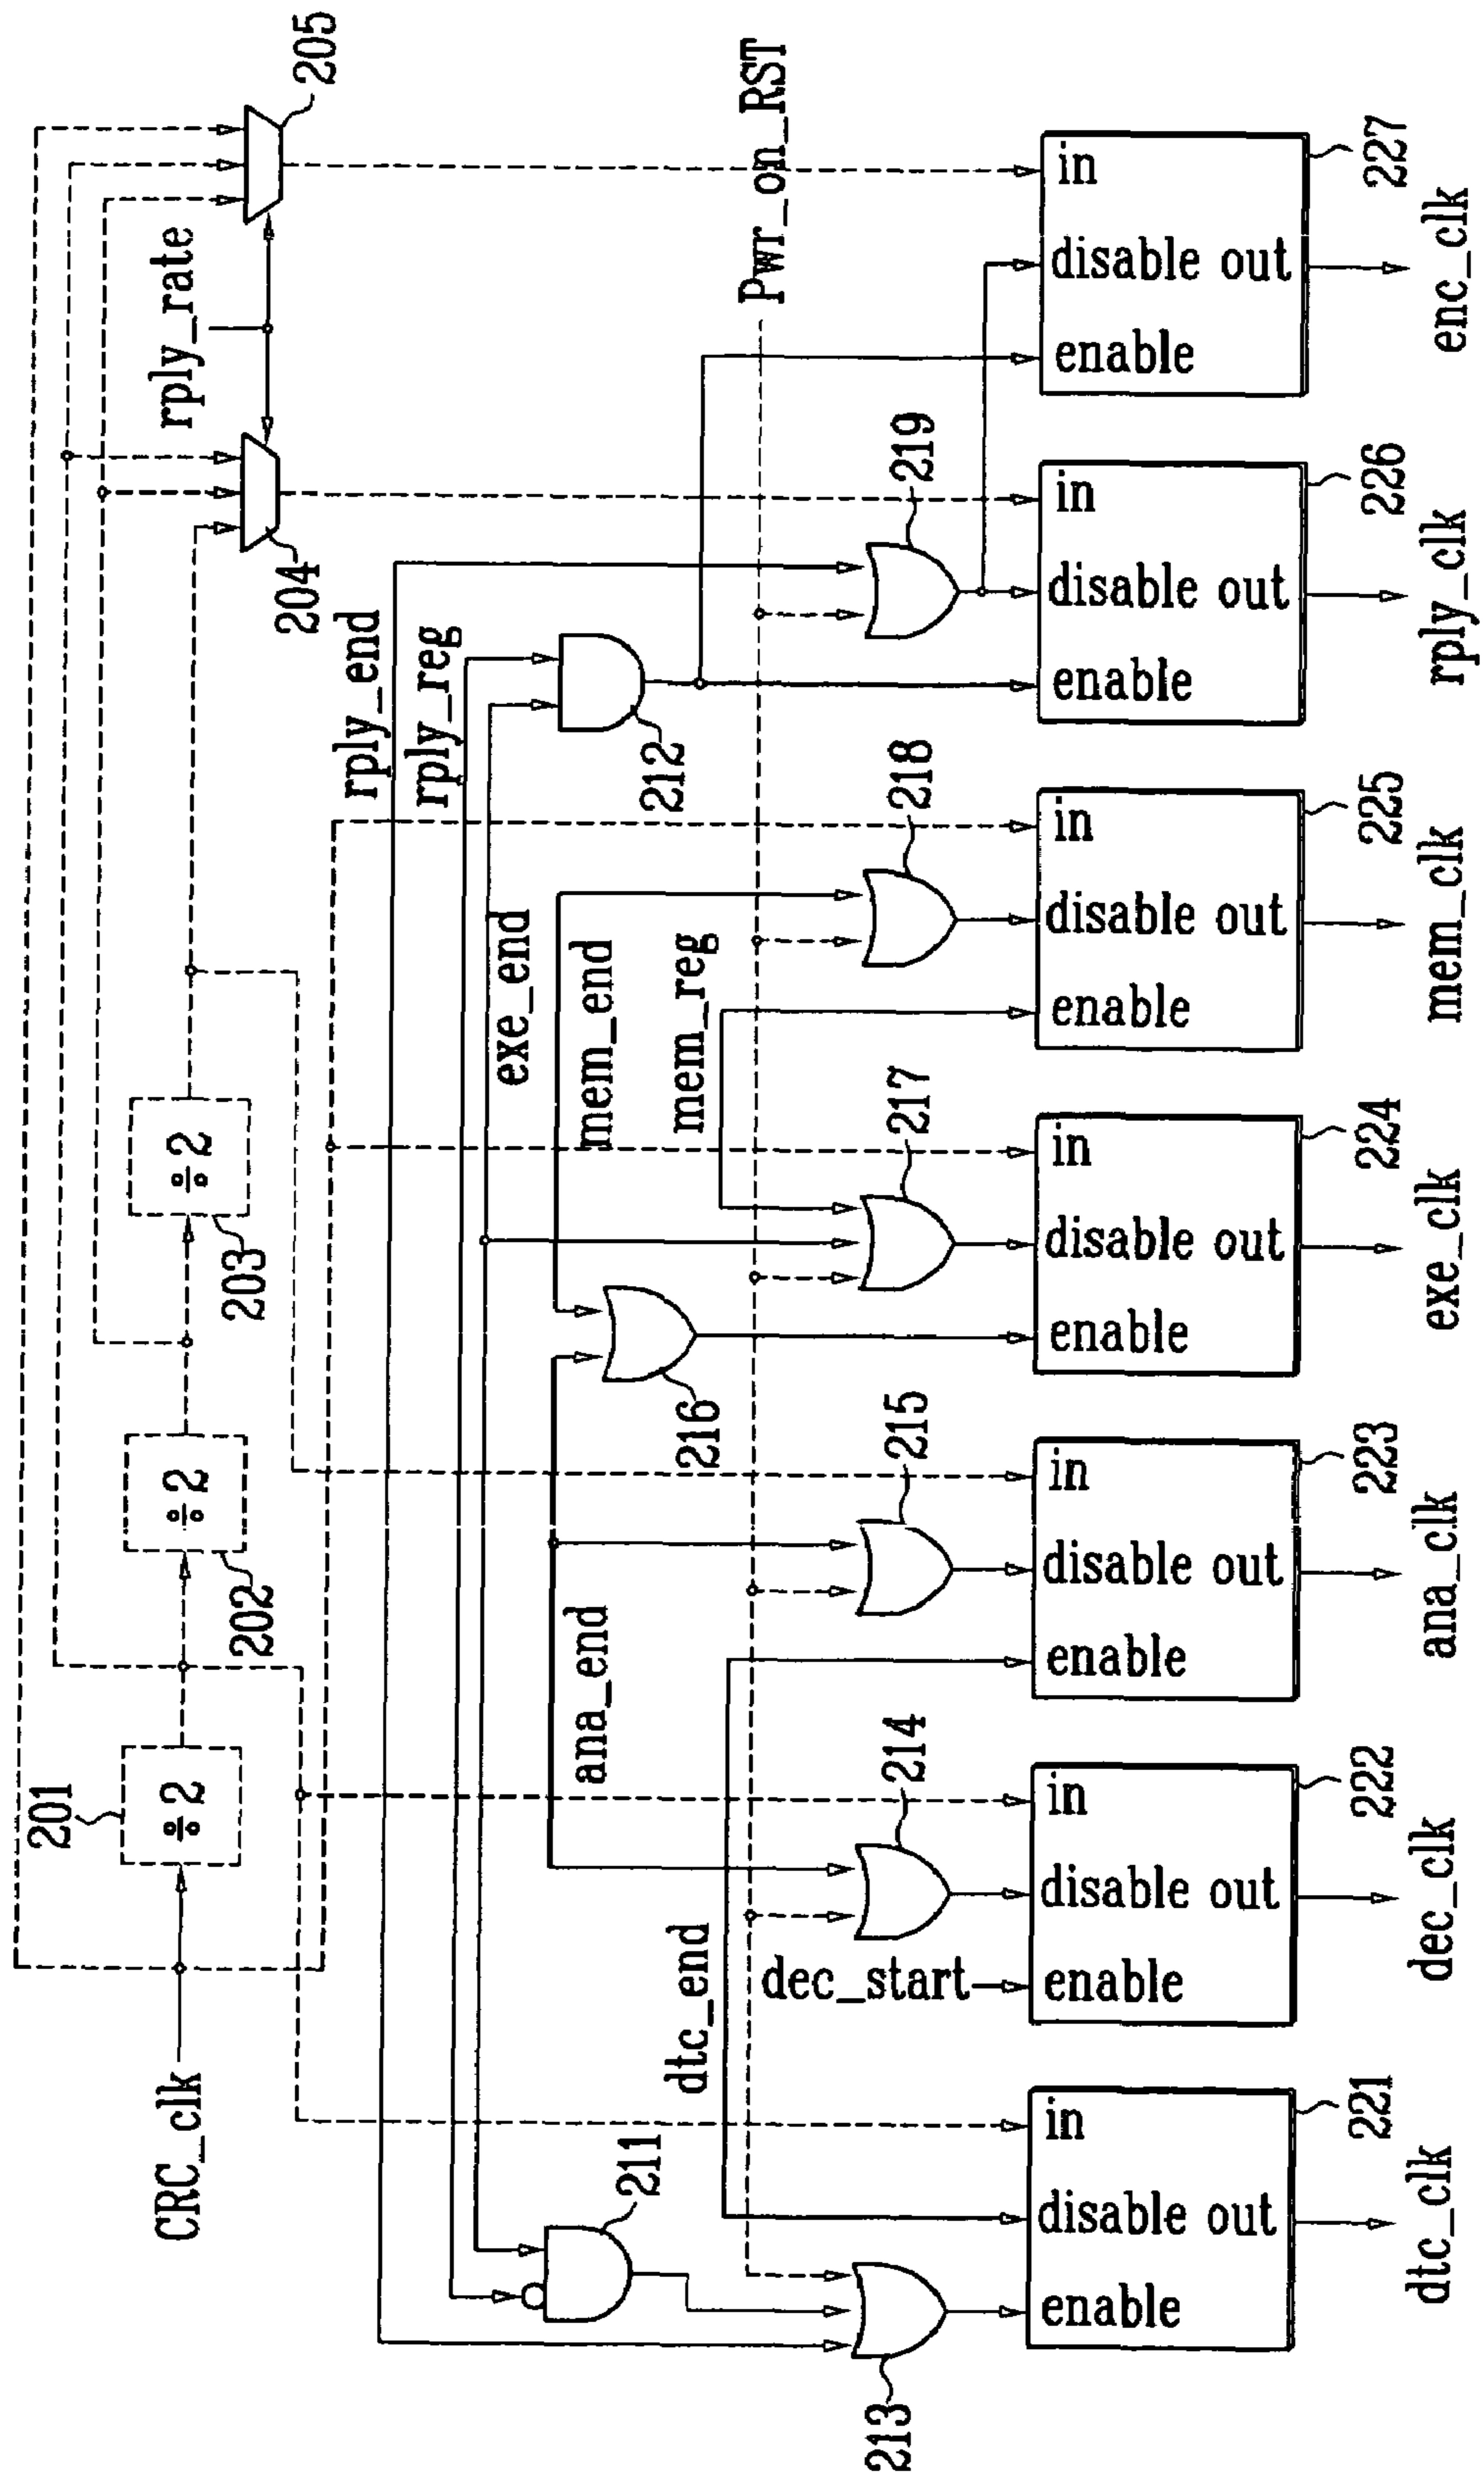 205
rply_rate
204
÷2
203
÷2
202
201
÷2
CRC_clk
rply_end
rply_reg
212
exe_end
mem_end
mem_reg
216
ana_end
dtc_end
211
Pwr_on_RST
219
218
217
215
214
dec_start
213
in
disable out
enable
227
enc_clk
in
disable out
enable
226
rply_clk
in
disable out
enable
225
mem_clk
in
disable out
enable
224
exe_clk
in
disable out
enable
223
ana_clk
in
disable out
enable
222
dec_clk
in
disable out
enable
221
dtc_clk